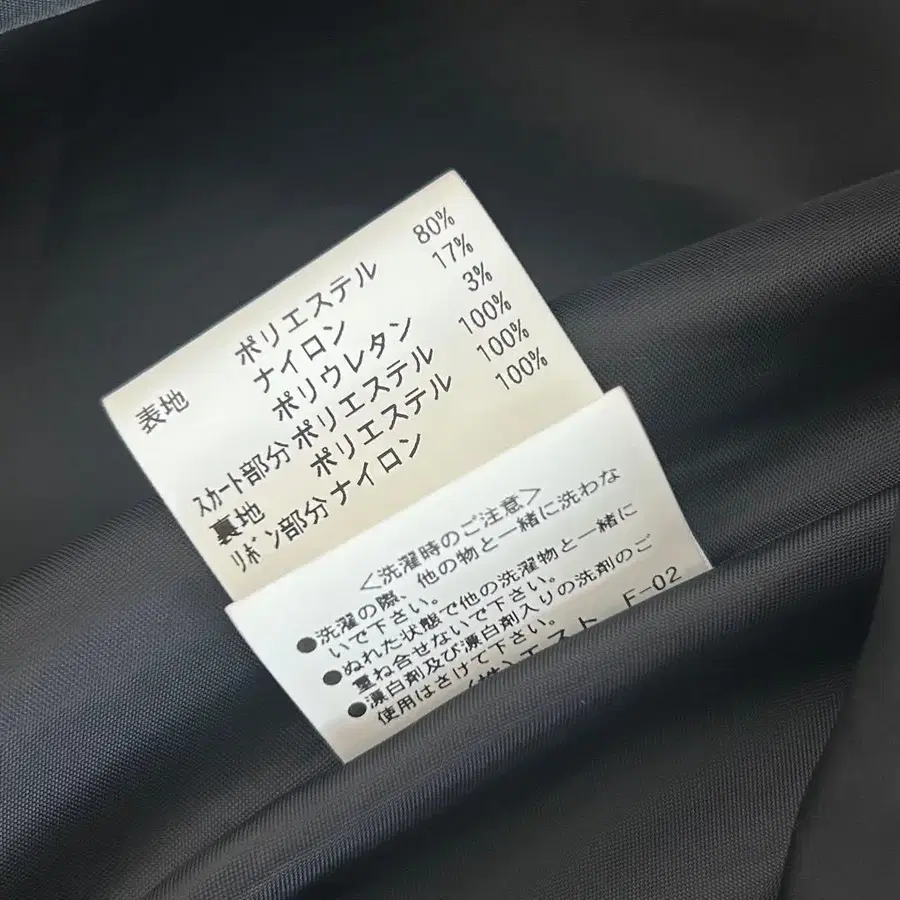 表地 ポリエステル 80%
ナイロン 17%
ポリウレタン 3%
スカート部分 ポリエステル 100%
裏地 ポリエステル 100%
リボン部分 ナイロン 100%
<洗濯時のご注意>
●洗濯の際、他の物と一緒に洗わな
いで下さい。
●ぬれた状態で他の洗濯物と一緒に
重ね合せないで下さい。
●漂白剤及び漂白剤入りの洗剤のご
使用はさけて下さい。
(株)エスト F-02